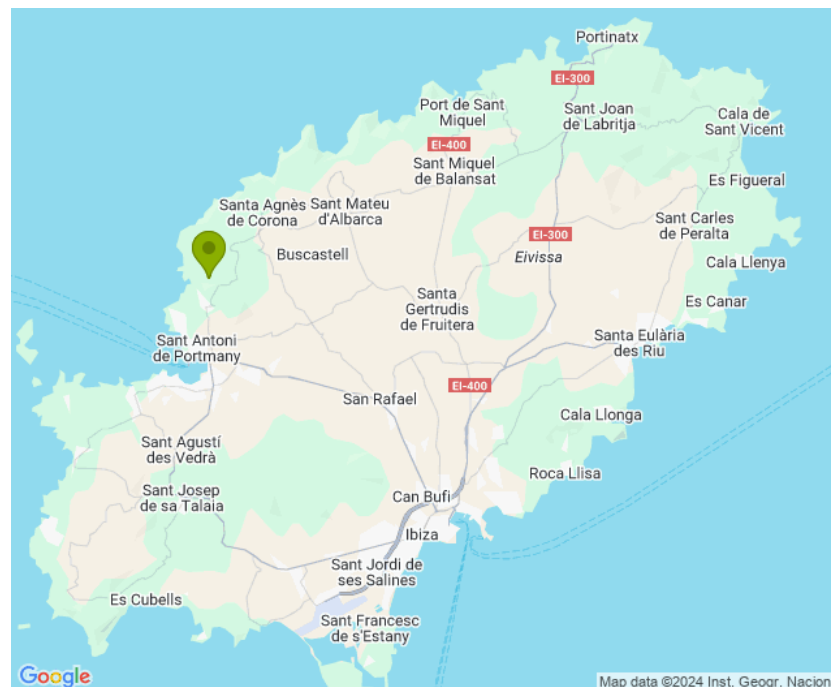 Portinatx
EI-300
Port de Sant
Miquel
Sant Joan
de Labritja
Cala de
Sant Vicent
EI-400
Sant Miquel
de Balansat
Es Figueral
Santa Agnès
de Corona
Sant Mateu
d'Albarca
Sant Carles
de Peralta
EI-300
Buscastell
Eivissa
Cala Llenya
Santa
Gertrudis
de Fruitera
Es Canar
Sant Antoni
de Portmany
Santa Eulària
des Riu
EI-400
San Rafael
Cala Llonga
Sant Agustí
des Vedrà
Roca Llisa
Sant Josep
de sa Talaia
Can Bufi
Ibiza
Sant Jordi de
ses Salines
Es Cubells
Sant Francesc
de s'Estany
Google
Map data ©2024 Inst. Geogr. Nacion